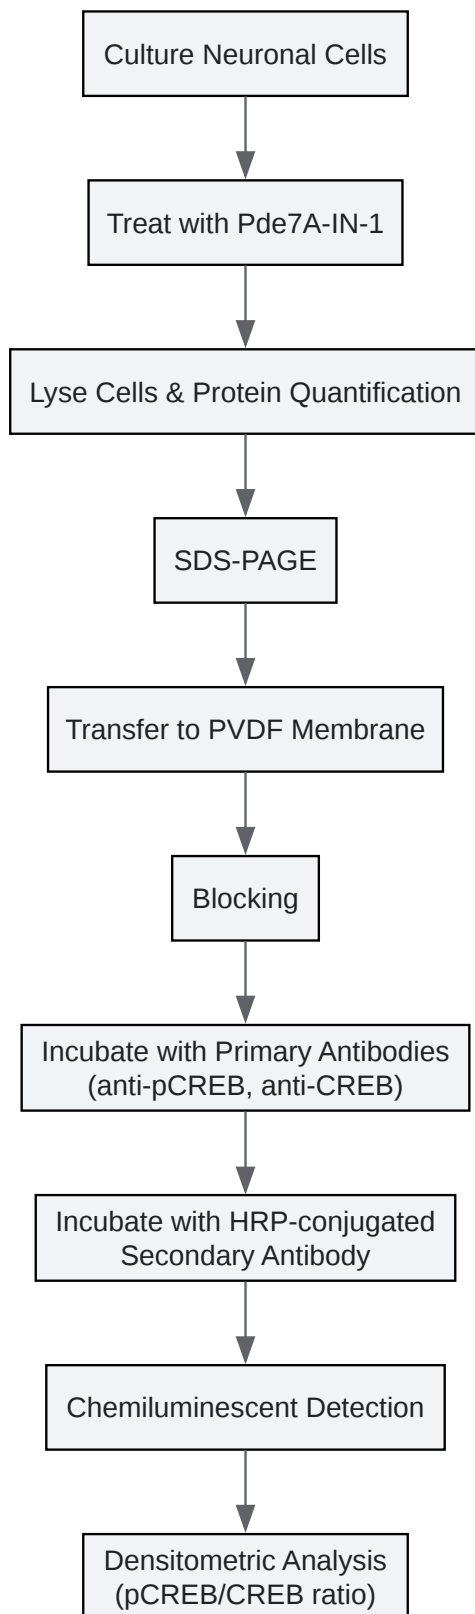 Culture Neuronal Cells
Treat with Pde7A-IN-1
Lyse Cells & Protein Quantification
SDS-PAGE
Transfer to PVDF Membrane
Blocking
Incubate with Primary Antibodies
(anti-pCREB, anti-CREB)
Incubate with HRP-conjugated
Secondary Antibody
Chemiluminescent Detection
Densitometric Analysis
(pCREB/CREB ratio)